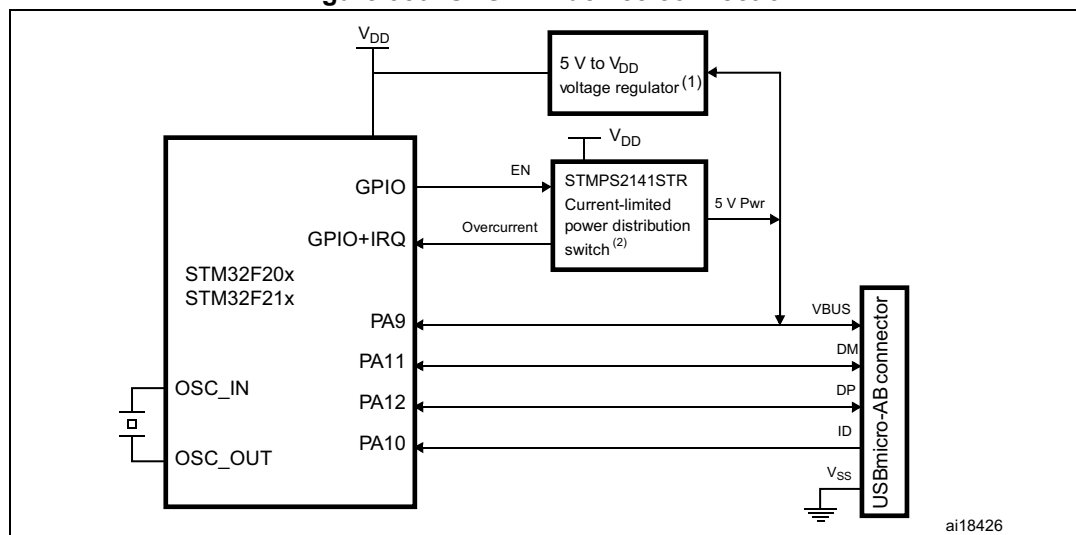 V_DD
5 V to V_DD
voltage regulator (1)
V_DD
STMPS2141STR
Current-limited
power distribution
switch (2)
EN
Overcurrent
5 V Pwr
GPIO
GPIO+IRQ
STM32F20x
STM32F21x
PA9
PA11
PA12
PA10
OSC_IN
OSC_OUT
VBUS
DM
DP
ID
V_SS
USBmicro-AB connector
ai18426